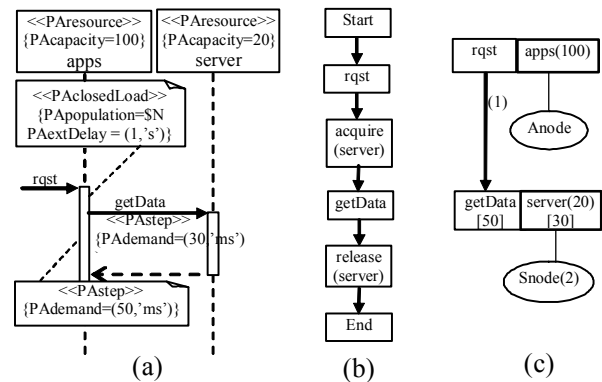 <<PAresource>>
{PAcapacity=100}
apps
<<PAresource>>
{PAcapacity=20}
server
<<PAclosedLoad>>
{PApopulation=$N
PAextDelay = (1,'s')}
rqst
getData
<<PAstep>>
{PAdemand=(30,'ms')
<<PAstep>>
{PAdemand=(50,'ms')}
(a)
Start
rqst
acquire
(server)
getData
release
(server)
End
(b)
rqst
apps(100)
(1)
Anode
getData
[50]
server(20)
[30]
Snode(2)
(c)